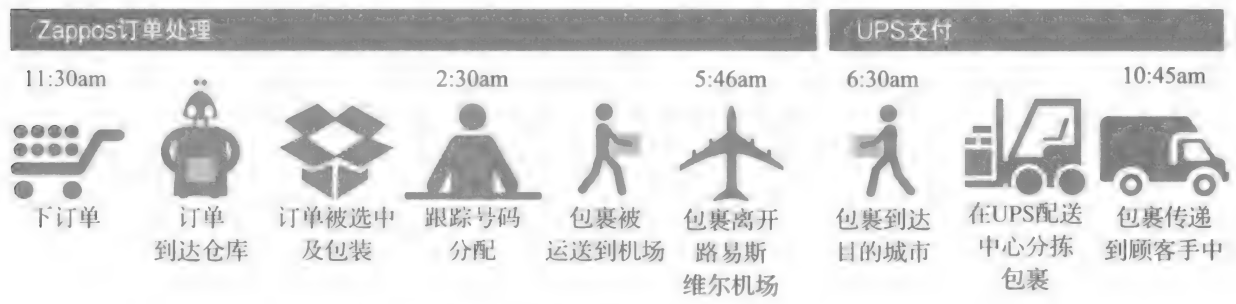 Zappos订单处理
UPS交付
11:30am
2:30am
5:46am
6:30am
10:45am
下订单
订单
到达仓库
订单被选中
及包装
跟踪号码
分配
包裹被
运送到机场
包裹离开
路易斯
维尔机场
包裹到达
目的城市
在UPS配送
中心分拣
包裹
包裹传递
到顾客手中